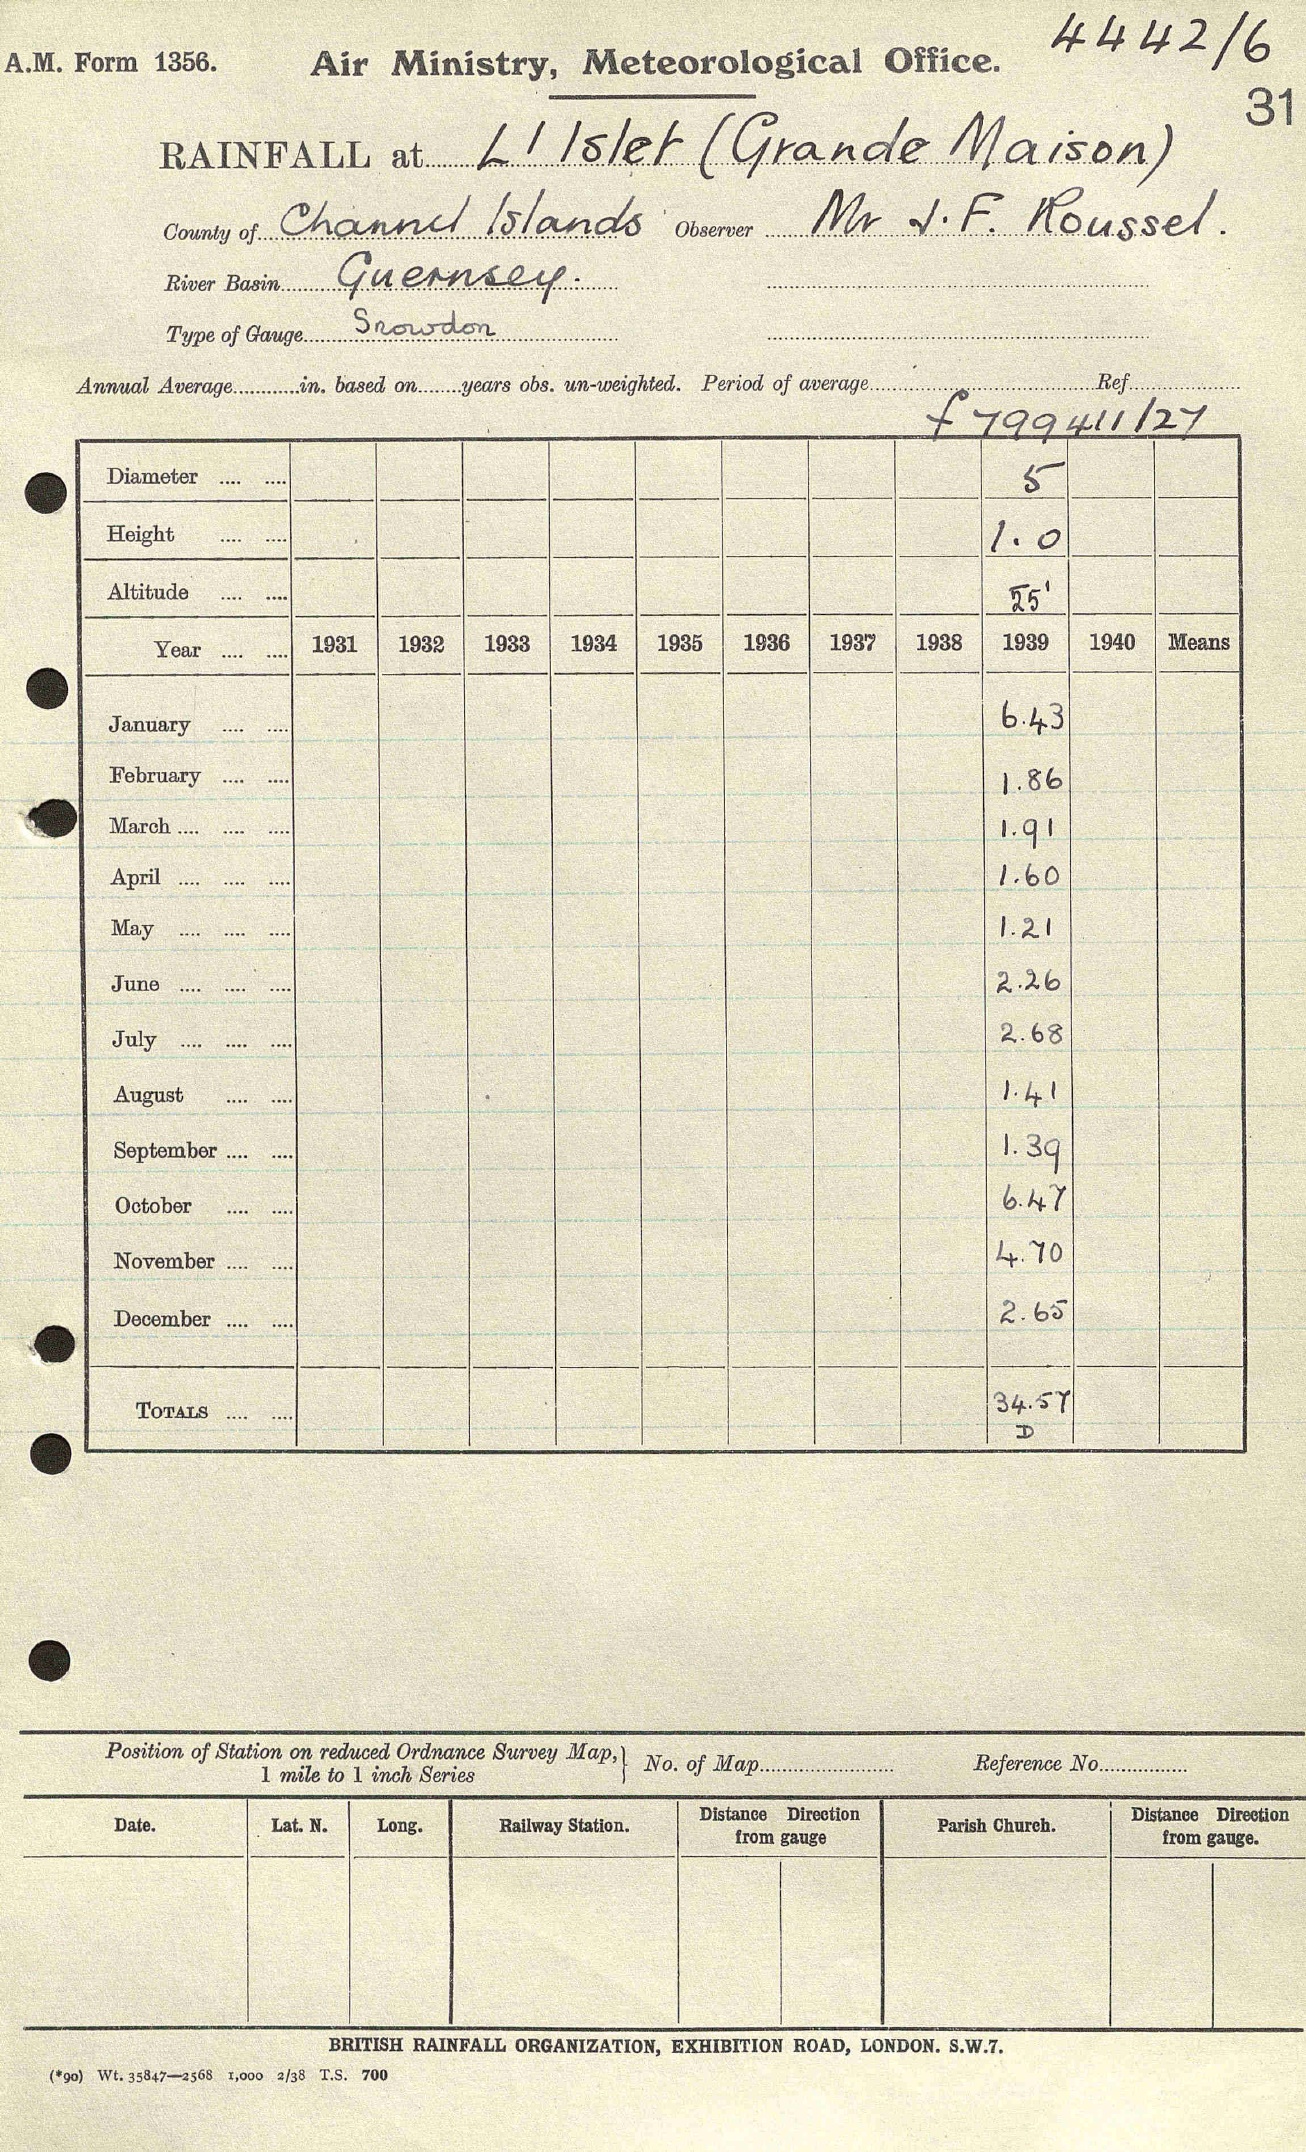 4442/6
A.M. Form 1356. Air Ministry, Meteorological Office.
31
RAINFALL at L'Islet (Grande Maison)
County of Channel Islands Observer Mr J. F. Roussel.
River Basin Guernsey.
Type of Gauge Snowdon
Annual Average in. based on years obs. un-weighted. Period of average Ref.
f 799411/27
Diameter 5
Height 1.0
Altitude 25'
Year 1931 1932 1933 1934 1935 1936 1937 1938 1939 1940 Means
January 6.43
February 1.86
March 1.91
April 1.60
May 1.21
June 2.26
July 2.68
August 1.41
September 1.39
October 6.47
November 4.70
December 2.65
TOTALS 34.57
D
Position of Station on reduced Ordnance Survey Map, } No. of Map Reference No.
1 mile to 1 inch Series
Date. Lat. N. Long. Railway Station. Distance Direction Parish Church. Distance Direction
from gauge from gauge.
BRITISH RAINFALL ORGANIZATION, EXHIBITION ROAD, LONDON. S.W.7.
(*90) Wt. 35847—2568 1,000 2/38 T.S. 700